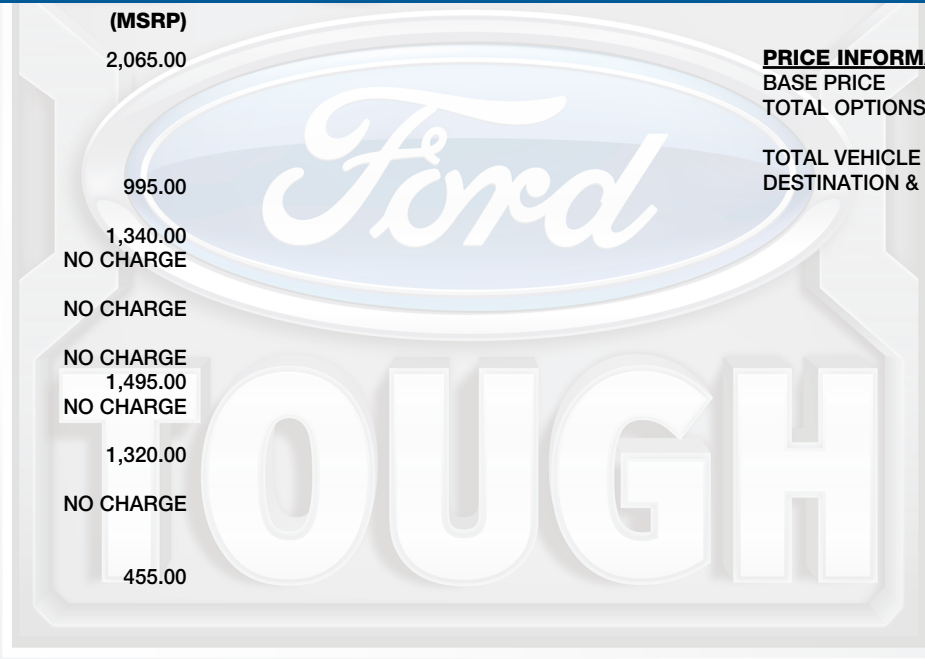 (MSRP)
2,065.00
995.00
1,340.00
NO CHARGE
NO CHARGE
NO CHARGE
1,495.00
NO CHARGE
1,320.00
NO CHARGE
455.00
PRICE INFORMA
BASE PRICE
TOTAL OPTIONS
TOTAL VEHICLE
DESTINATION &
Ford
TOUGH